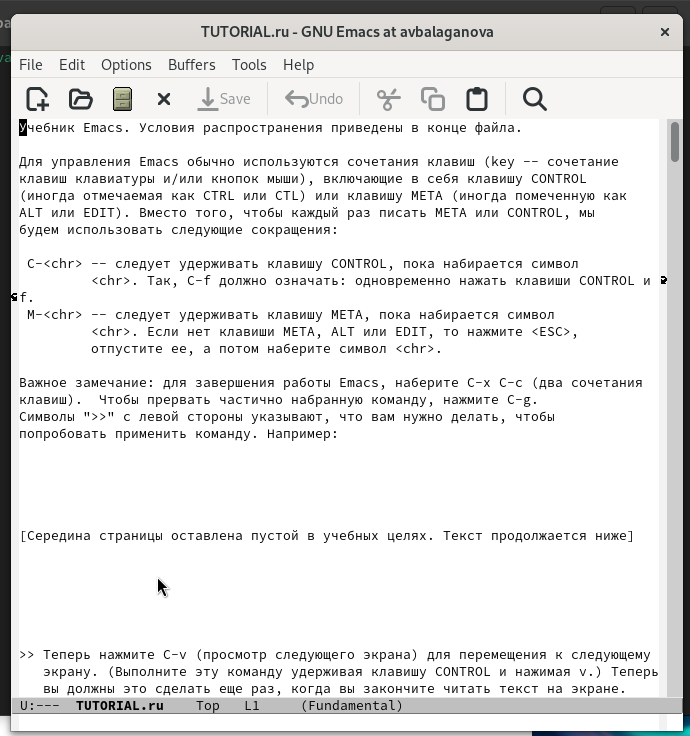 TUTORIAL.ru - GNU Emacs at avbalaganova
File Edit Options Buffers Tools Help
Save Undo
Учебник Emacs. Условия распространения приведены в конце файла.
Для управления Emacs обычно используются сочетания клавиш (key -- сочетание
клавиш клавиатуры и/или кнопок мыши), включающие в себя клавишу CONTROL
(иногда отмечаемая как CTRL или CTL) или клавишу META (иногда помеченную как
ALT или EDIT). Вместо того, чтобы каждый раз писать META или CONTROL, мы
будем использовать следующие сокращения:
C-<chr> -- следует удерживать клавишу CONTROL, пока набирается символ
<chr>. Так, C-f должно означать: одновременно нажать клавиши CONTROL и
f.
M-<chr> -- следует удерживать клавишу META, пока набирается символ
<chr>. Если нет клавиши META, ALT или EDIT, то нажмите <ESC>,
отпустите ее, а потом наберите символ <chr>.
Важное замечание: для завершения работы Emacs, наберите C-x C-c (два сочетания
клавиш).  Чтобы прервать частично набранную команду, нажмите C-g.
Символы ">>" с левой стороны указывают, что вам нужно делать, чтобы
попробовать применить команду. Например:
[Середина страницы оставлена пустой в учебных целях. Текст продолжается ниже]
>> Теперь нажмите C-v (просмотр следующего экрана) для перемещения к следующему
экрану. (Выполните эту команду удерживая клавишу CONTROL и нажимая v.) Теперь
вы должны это сделать еще раз, когда вы закончите читать текст на экране.
U:--- TUTORIAL.ru Top L1 (Fundamental)